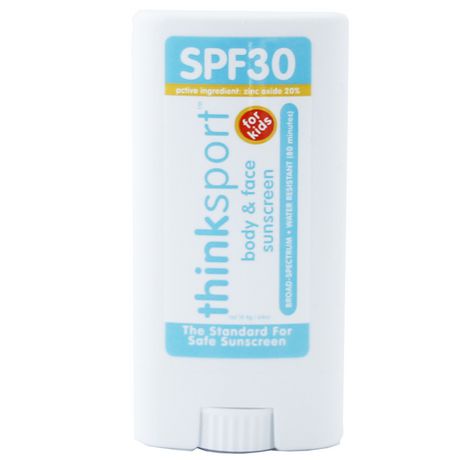 SPF30
active ingredient: zinc oxide 20%
for
kids
thinksport™
body & face
sunscreen
BROAD-SPECTRUM • WATER RESISTANT (80 minutes)
The Standard For
Safe Sunscreen